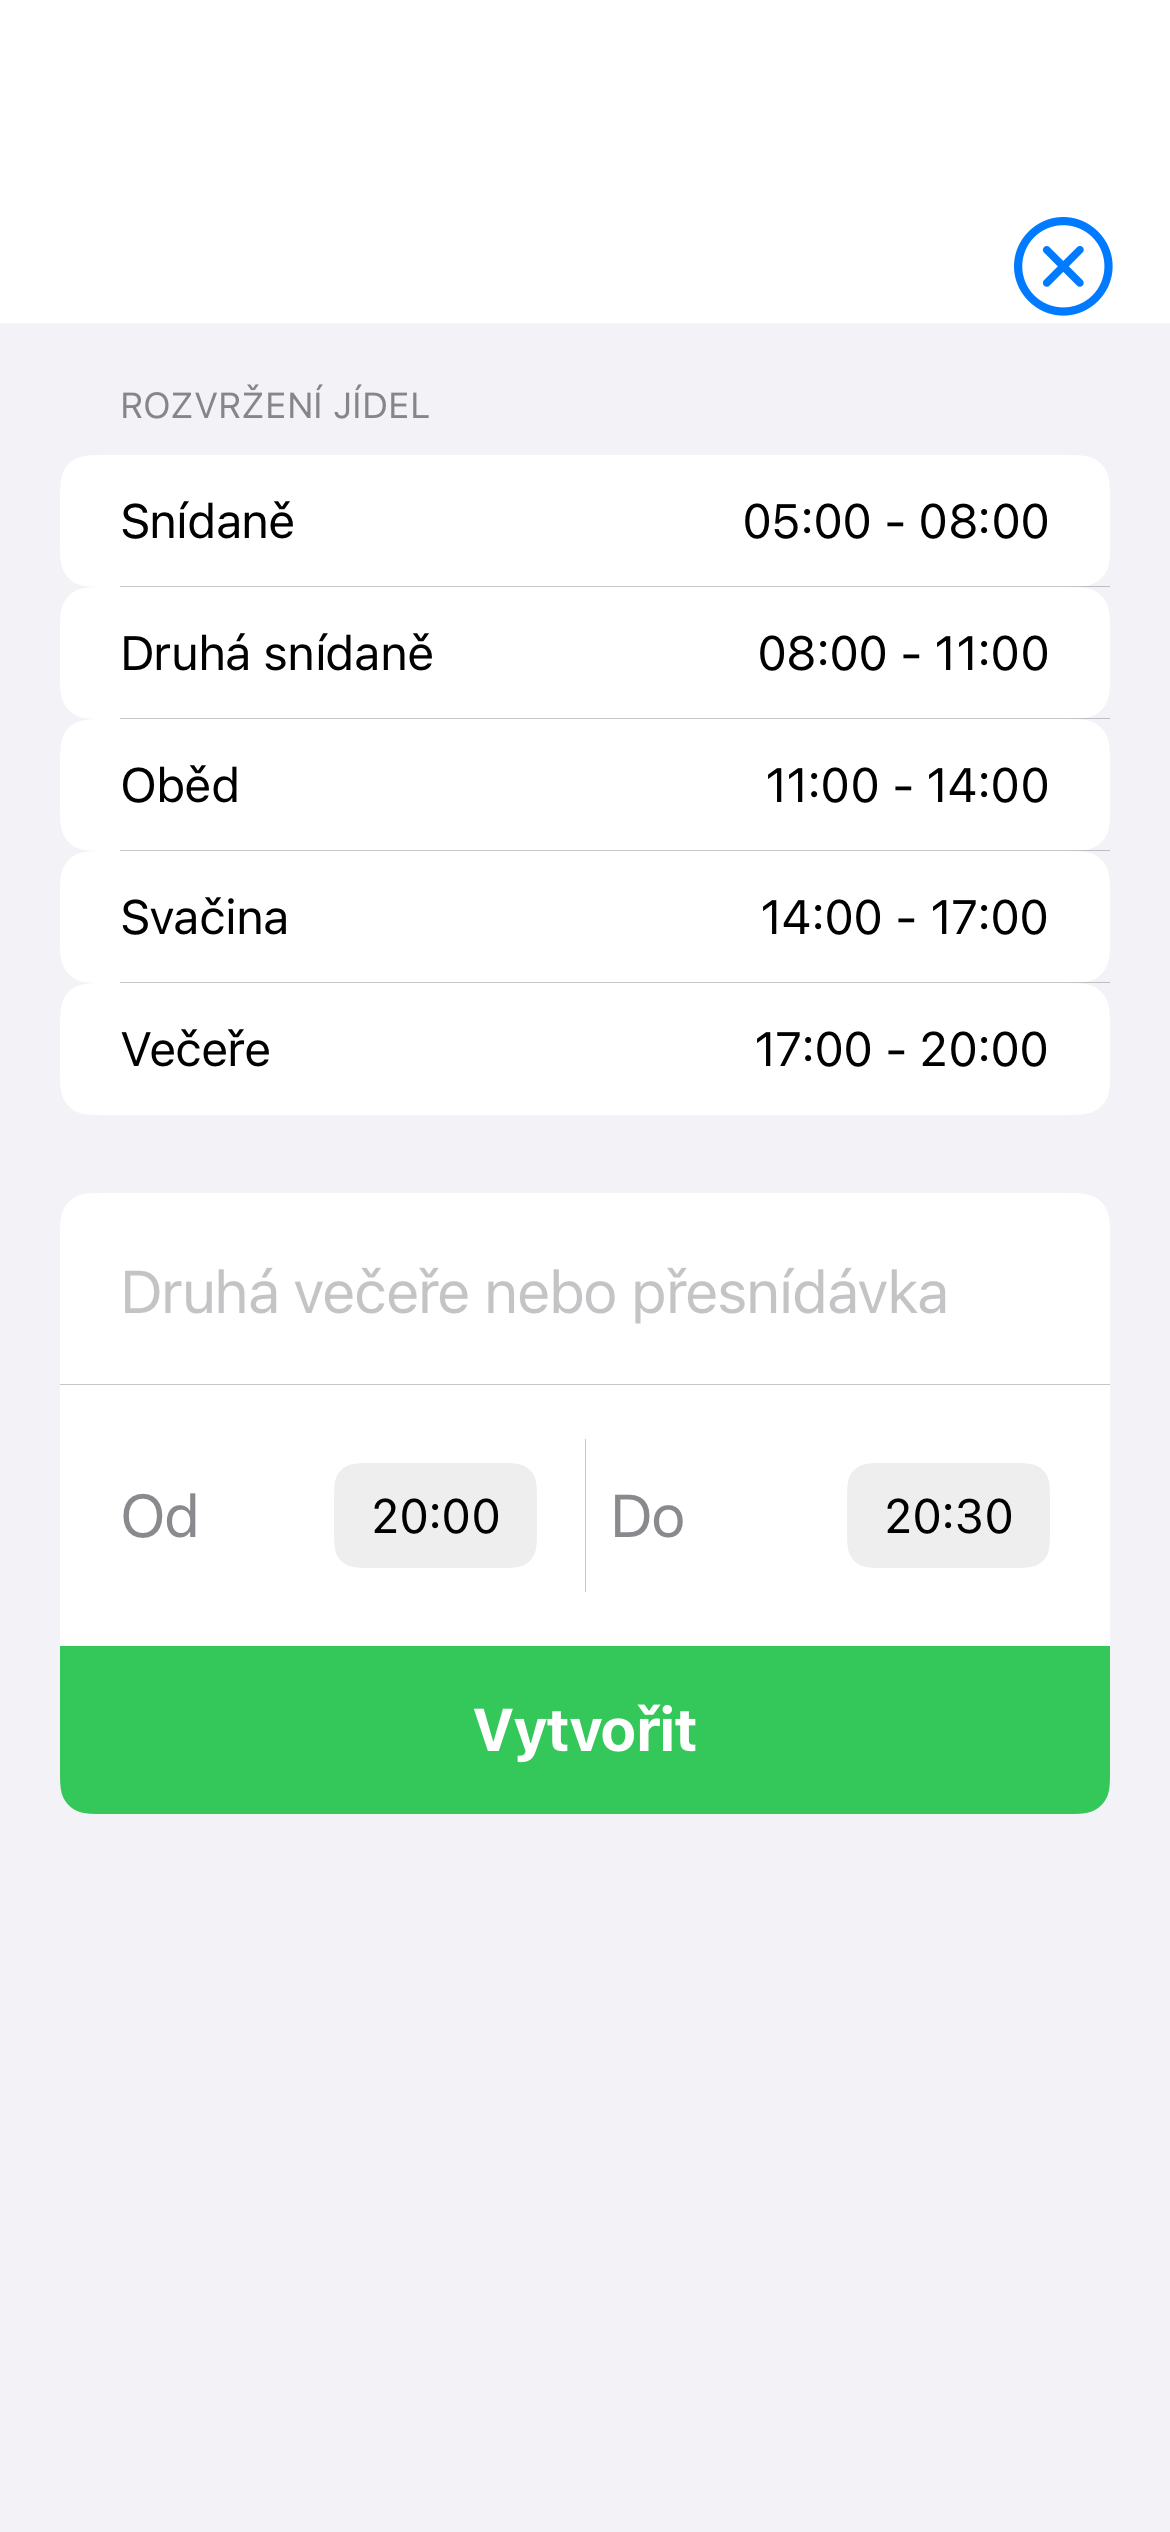 ROZVRŽENÍ JÍDEL
Snídaně 05:00 - 08:00
Druhá snídaně 08:00 - 11:00
Oběd 11:00 - 14:00
Svačina 14:00 - 17:00
Večeře 17:00 - 20:00
Druhá večeře nebo přesnídávka
Od 20:00 Do 20:30
Vytvořit